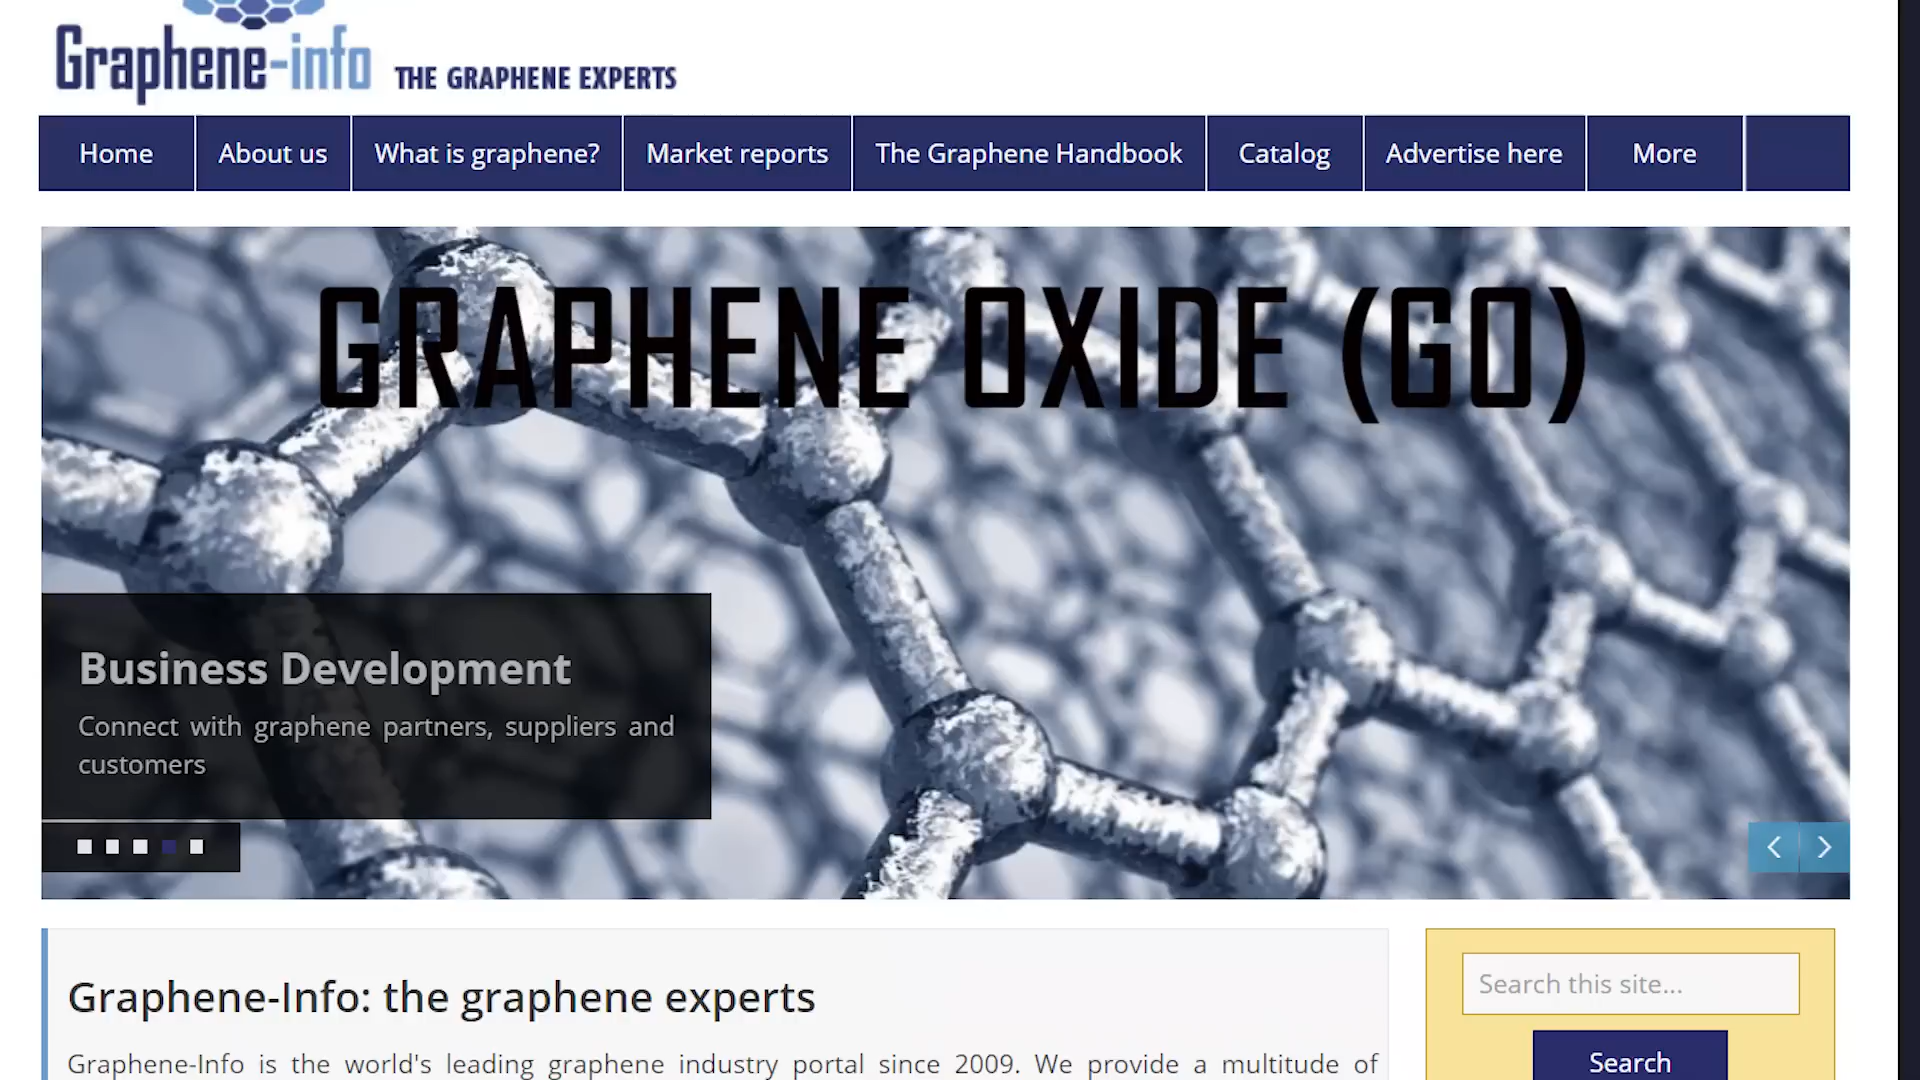 Graphene-info THE GRAPHENE EXPERTS
Home About us What is graphene? Market reports The Graphene Handbook Catalog Advertise here More
GRAPHENE OXIDE (GO)
Business Development
Connect with graphene partners, suppliers and
customers
Graphene-Info: the graphene experts
Graphene-Info is the world's leading graphene industry portal since 2009. We provide a multitude of
Search this site...
Search